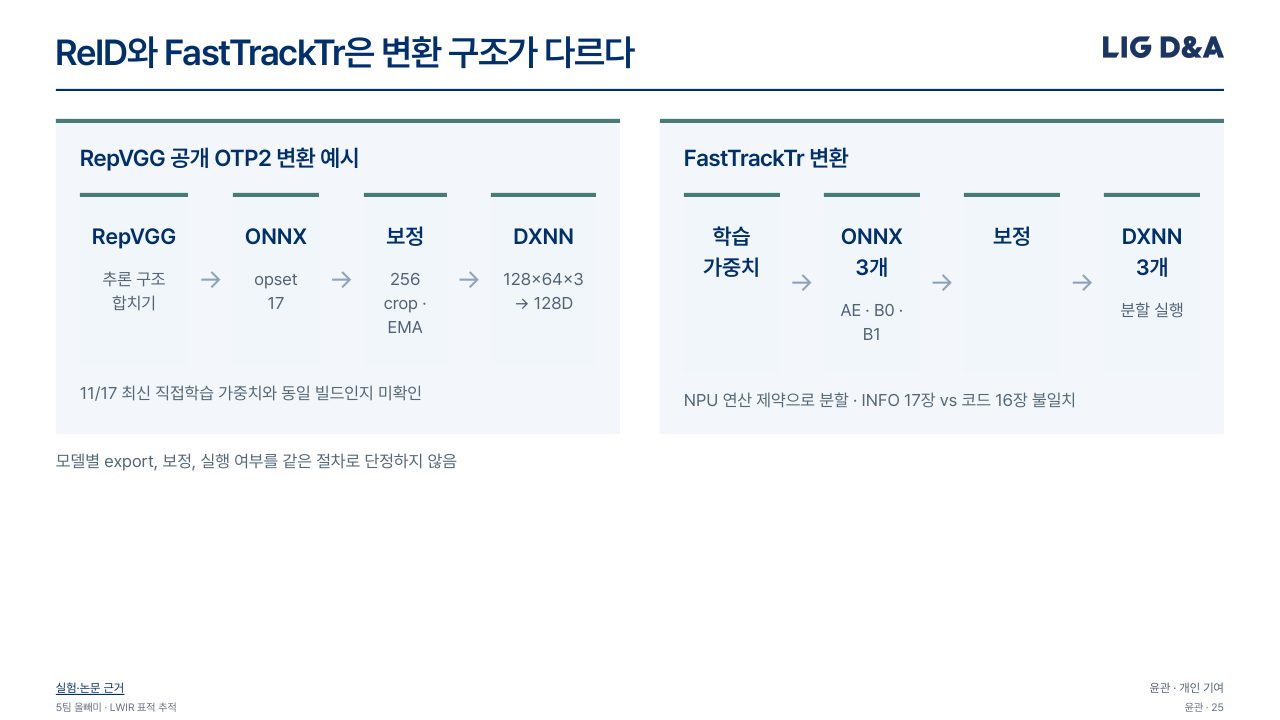 ReID와 FastTrackTr은 변환 구조가 다르다
LIG D&A
RepVGG 공개 OTP2 변환 예시
RepVGG
추론 구조
합치기
→
ONNX
opset
17
→
보정
256
crop ·
EMA
→
DXNN
128×64×3
→ 128D
11/17 최신 직접학습 가중치와 동일 빌드인지 미확인
FastTrackTr 변환
학습
가중치
→
ONNX
3개
AE · B0 ·
B1
→
보정
→
DXNN
3개
분할 실행
NPU 연산 제약으로 분할 · INFO 17장 vs 코드 16장 불일치
모델별 export, 보정, 실행 여부를 같은 절차로 단정하지 않음
실험·논문 근거
5팀 올빼미 · LWIR 표적 추적
윤관 · 개인 기여
윤관 · 25